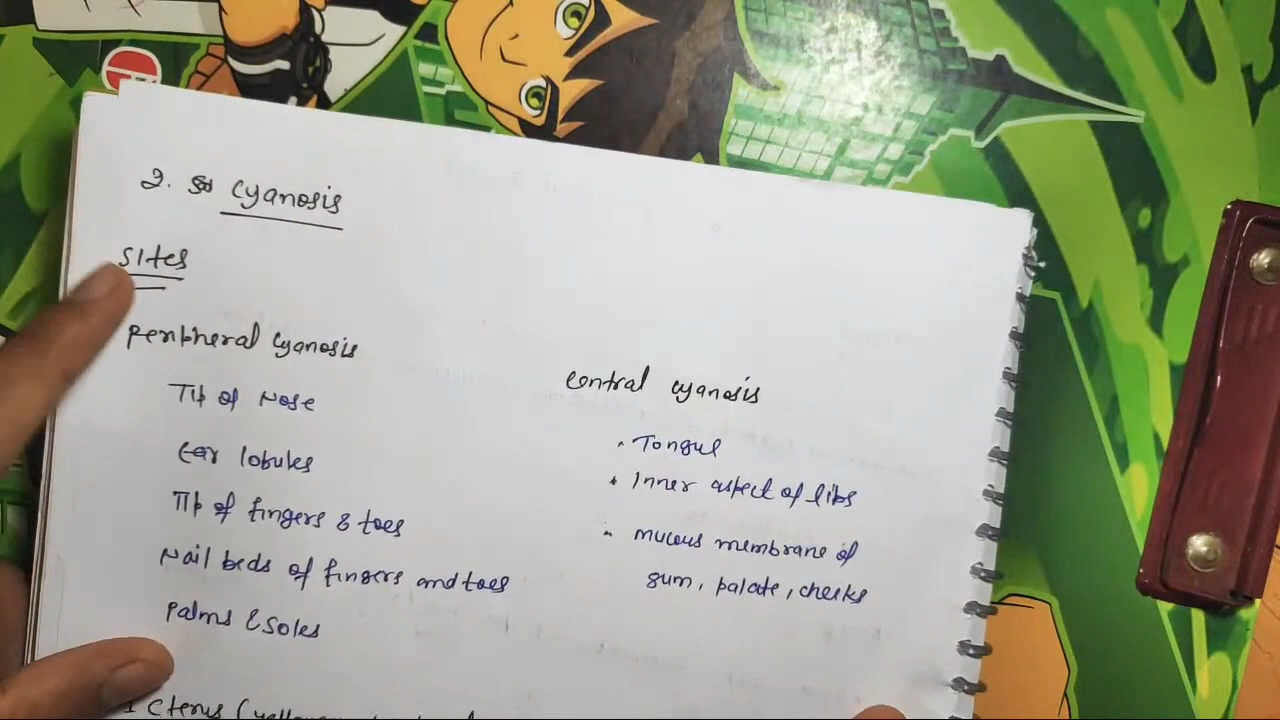 2. Cyanosis
Sites
Peripheral cyanosis
Tip of Nose
Ear lobules
Tip of fingers & toes
Nail beds of fingers and toes
Palms & Soles
central cyanosis
• Tongue
• Inner aspect of lips
• mucous membrane of
gum, palate, cheeks
Icterus (